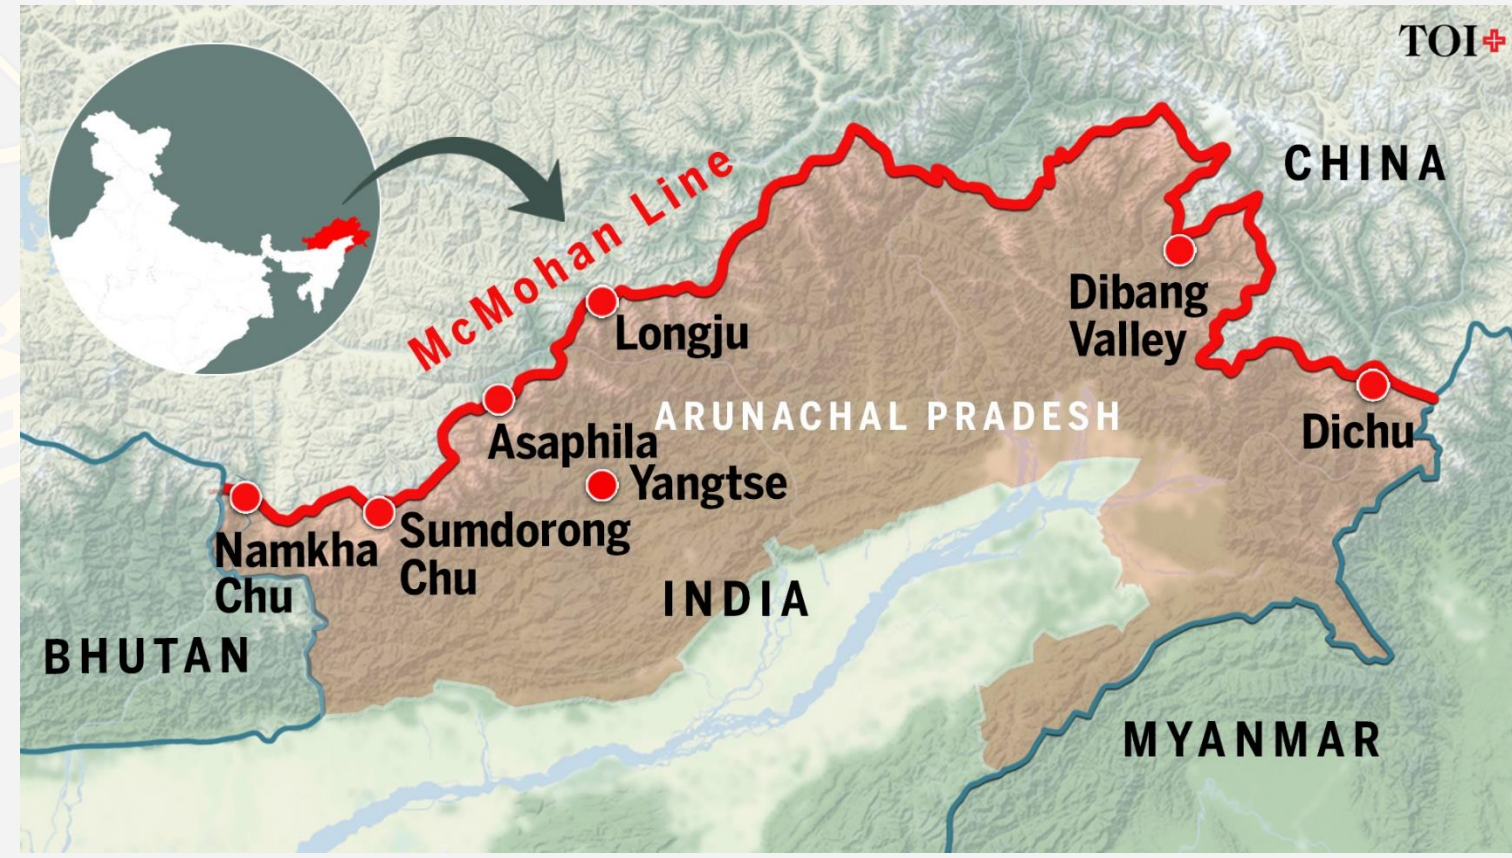 TOI+
CHINA
McMohan Line
Dibang
Valley
Longju
Dichu
ARUNACHAL PRADESH
Asaphila
Yangtse
Namkha
Chu
Sumdorong
Chu
INDIA
BHUTAN
MYANMAR